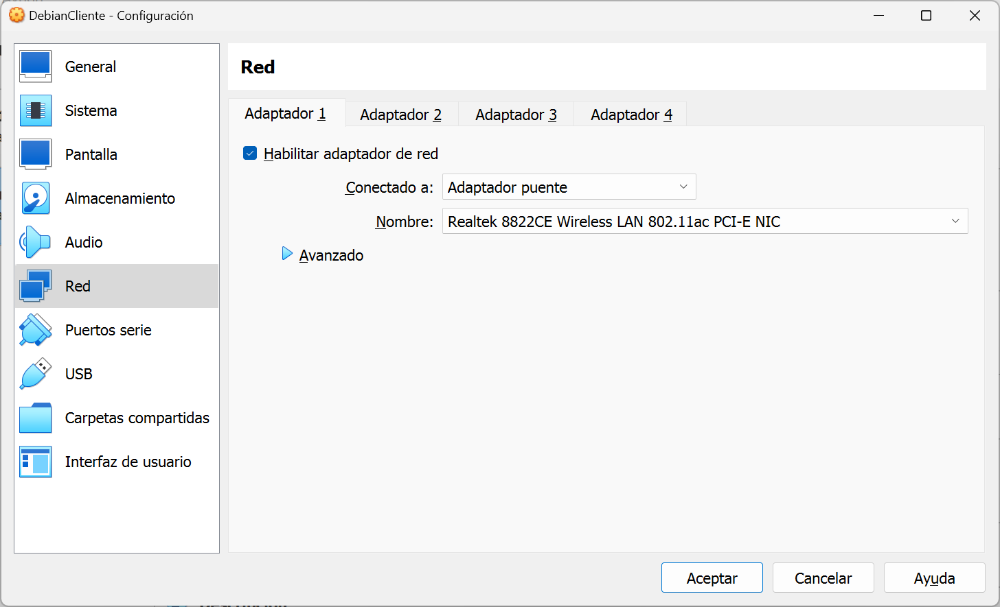 DebianCliente - Configuración
General
Sistema
Pantalla
Almacenamiento
Audio
Red
Puertos serie
USB
Carpetas compartidas
Interfaz de usuario
Red
Adaptador 1
Adaptador 2
Adaptador 3
Adaptador 4
Habilitar adaptador de red
Conectado a: Adaptador puente
Nombre: Realtek 8822CE Wireless LAN 802.11ac PCI-E NIC
Avanzado
Aceptar
Cancelar
Ayuda